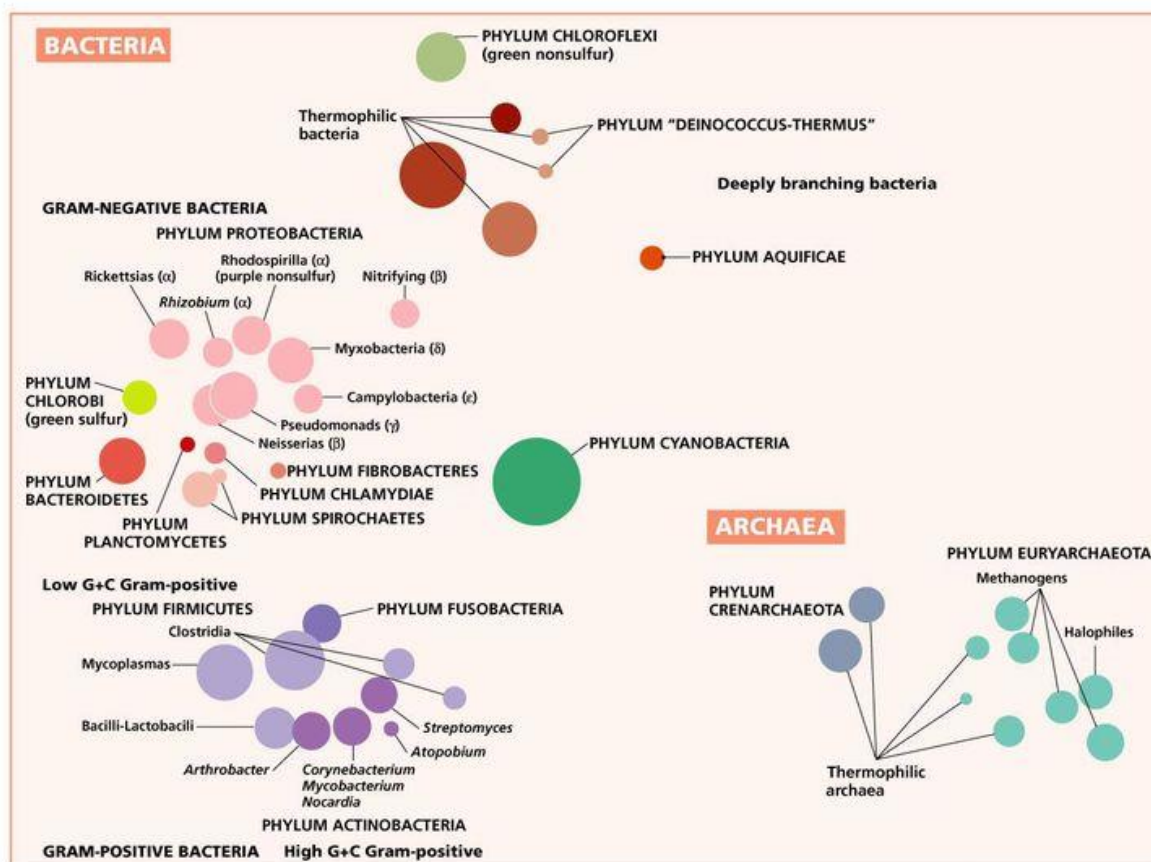 BACTERIA
PHYLUM CHLOROFLEXI
(green nonsulfur)
Thermophilic
bacteria
PHYLUM “DEINOCOCCUS-THERMUS”
Deeply branching bacteria
GRAM-NEGATIVE BACTERIA
PHYLUM PROTEOBACTERIA
PHYLUM AQUIFICAE
Rickettsias (α)
Rhodospirilla (α)
(purple nonsulfur)
Nitrifying (β)
Rhizobium (α)
Myxobacteria (δ)
PHYLUM
CHLOROBI
(green sulfur)
Campylobacteria (ε)
Pseudomonads (γ)
Neisserias (β)
PHYLUM CYANOBACTERIA
PHYLUM
BACTEROIDETES
PHYLUM FIBROBACTERES
PHYLUM CHLAMYDIAE
PHYLUM SPIROCHAETES
PHYLUM
PLANCTOMYCETES
ARCHAEA
PHYLUM EURYARCHAEOTA
Methanogens
PHYLUM
CRENARCHAEOTA
Halophiles
Thermophilic
archaea
Low G+C Gram-positive
PHYLUM FIRMICUTES
PHYLUM FUSOBACTERIA
Clostridia
Mycoplasmas
Bacilli-Lactobacili
Streptomyces
Atopobium
Arthrobacter
Corynebacterium
Mycobacterium
Nocardia
PHYLUM ACTINOBACTERIA
GRAM-POSITIVE BACTERIA High G+C Gram-positive